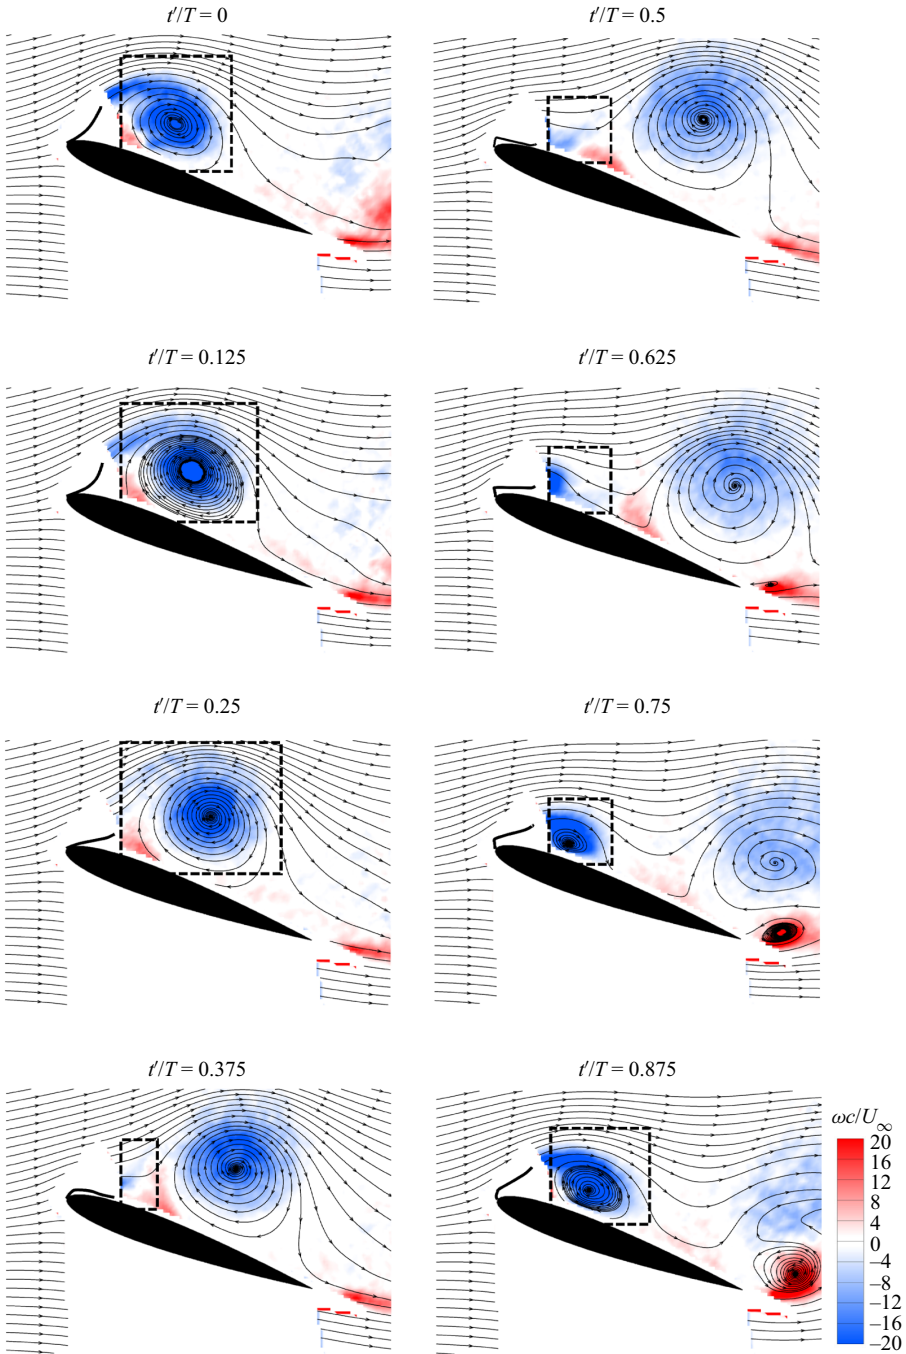 t′/T = 0
t′/T = 0.5
t′/T = 0.125
t′/T = 0.625
t′/T = 0.25
t′/T = 0.75
t′/T = 0.375
t′/T = 0.875
ωc/U∞
20
16
12
8
4
0
−4
−8
−12
−16
−20